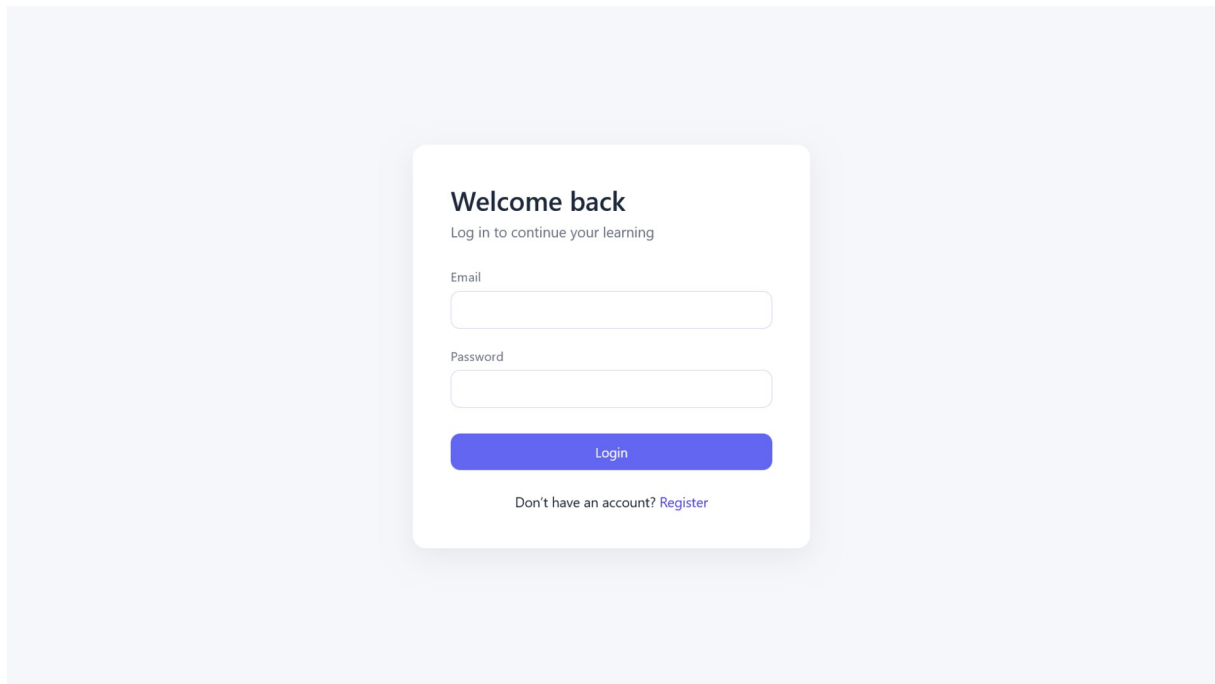 Welcome back
Log in to continue your learning
Email
Password
Login
Don't have an account? Register